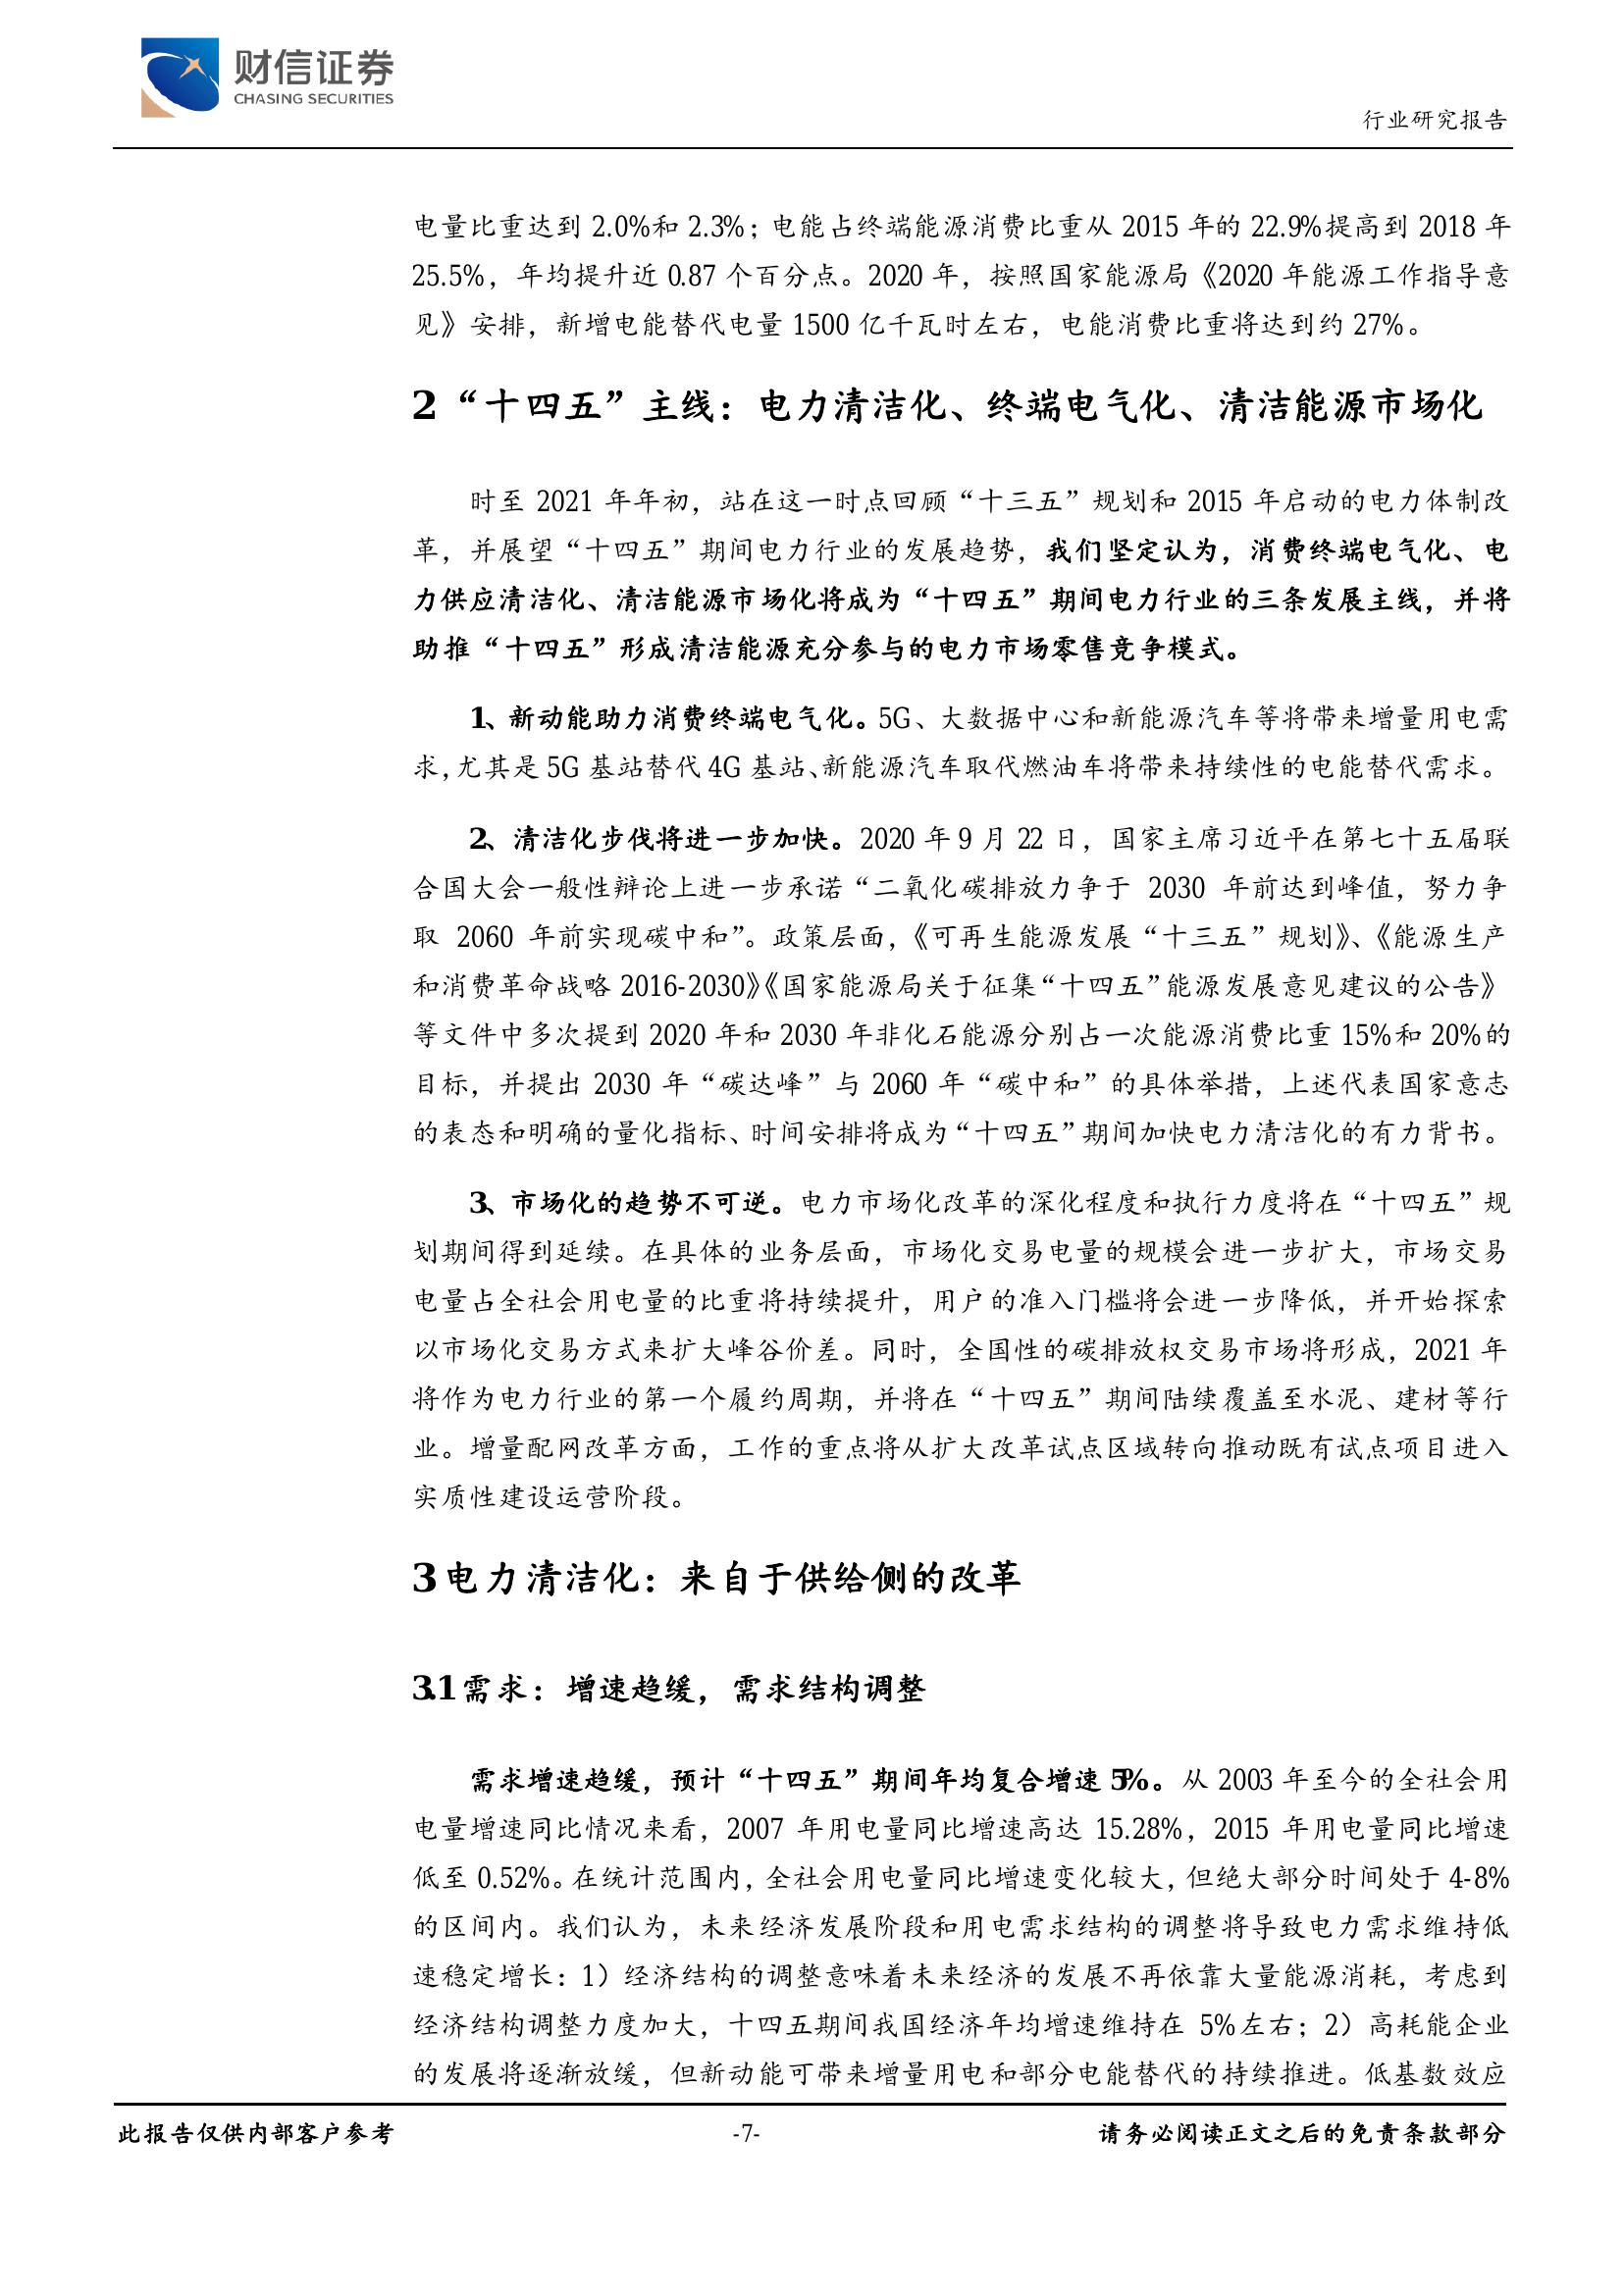 财信证券
CHASING SECURITIES
行业研究报告
电量比重达到 2.0%和 2.3%；电能占终端能源消费比重从 2015 年的 22.9%提高到 2018 年
25.5%，年均提升近 0.87 个百分点。2020 年，按照国家能源局《2020 年能源工作指导意
见》安排，新增电能替代电量 1500 亿千瓦时左右，电能消费比重将达到约 27%。
2 “十四五”主线：电力清洁化、终端电气化、清洁能源市场化
时至 2021 年年初，站在这一时点回顾“十三五”规划和 2015 年启动的电力体制改
革，并展望“十四五”期间电力行业的发展趋势，我们坚定认为，消费终端电气化、电
力供应清洁化、清洁能源市场化将成为“十四五”期间电力行业的三条发展主线，并将
助推“十四五”形成清洁能源充分参与的电力市场零售竞争模式。
1、新动能助力消费终端电气化。5G、大数据中心和新能源汽车等将带来增量用电需
求，尤其是 5G 基站替代 4G 基站、新能源汽车取代燃油车将带来持续性的电能替代需求。
2、清洁化步伐将进一步加快。2020 年 9 月 22 日，国家主席习近平在第七十五届联
合国大会一般性辩论上进一步承诺“二氧化碳排放力争于 2030 年前达到峰值，努力争
取 2060 年前实现碳中和”。政策层面，《可再生能源发展“十三五”规划》、《能源生产
和消费革命战略 2016-2030》《国家能源局关于征集“十四五”能源发展意见建议的公告》
等文件中多次提到 2020 年和 2030 年非化石能源分别占一次能源消费比重 15%和 20%的
目标，并提出 2030 年“碳达峰”与 2060 年“碳中和”的具体举措，上述代表国家意志
的表态和明确的量化指标、时间安排将成为“十四五”期间加快电力清洁化的有力背书。
3、市场化的趋势不可逆。电力市场化改革的深化程度和执行力度将在“十四五”规
划期间得到延续。在具体的业务层面，市场化交易电量的规模会进一步扩大，市场交易
电量占全社会用电量的比重将持续提升，用户的准入门槛将会进一步降低，并开始探索
以市场化交易方式来扩大峰谷价差。同时，全国性的碳排放权交易市场将形成，2021 年
将作为电力行业的第一个履约周期，并将在“十四五”期间陆续覆盖至水泥、建材等行
业。增量配网改革方面，工作的重点将从扩大改革试点区域转向推动既有试点项目进入
实质性建设运营阶段。
3 电力清洁化：来自于供给侧的改革
3.1 需求：增速趋缓，需求结构调整
需求增速趋缓，预计“十四五”期间年均复合增速 5%。从 2003 年至今的全社会用
电量增速同比情况来看，2007 年用电量同比增速高达 15.28%，2015 年用电量同比增速
低至 0.52%。在统计范围内，全社会用电量同比增速变化较大，但绝大部分时间处于 4-8%
的区间内。我们认为，未来经济发展阶段和用电需求结构的调整将导致电力需求维持低
速稳定增长：1）经济结构的调整意味着未来经济的发展不再依靠大量能源消耗，考虑到
经济结构调整力度加大，十四五期间我国经济年均增速维持在 5%左右；2）高耗能企业
的发展将逐渐放缓，但新动能可带来增量用电和部分电能替代的持续推进。低基数效应
此报告仅供内部客户参考
-7-
请务必阅读正文之后的免责条款部分